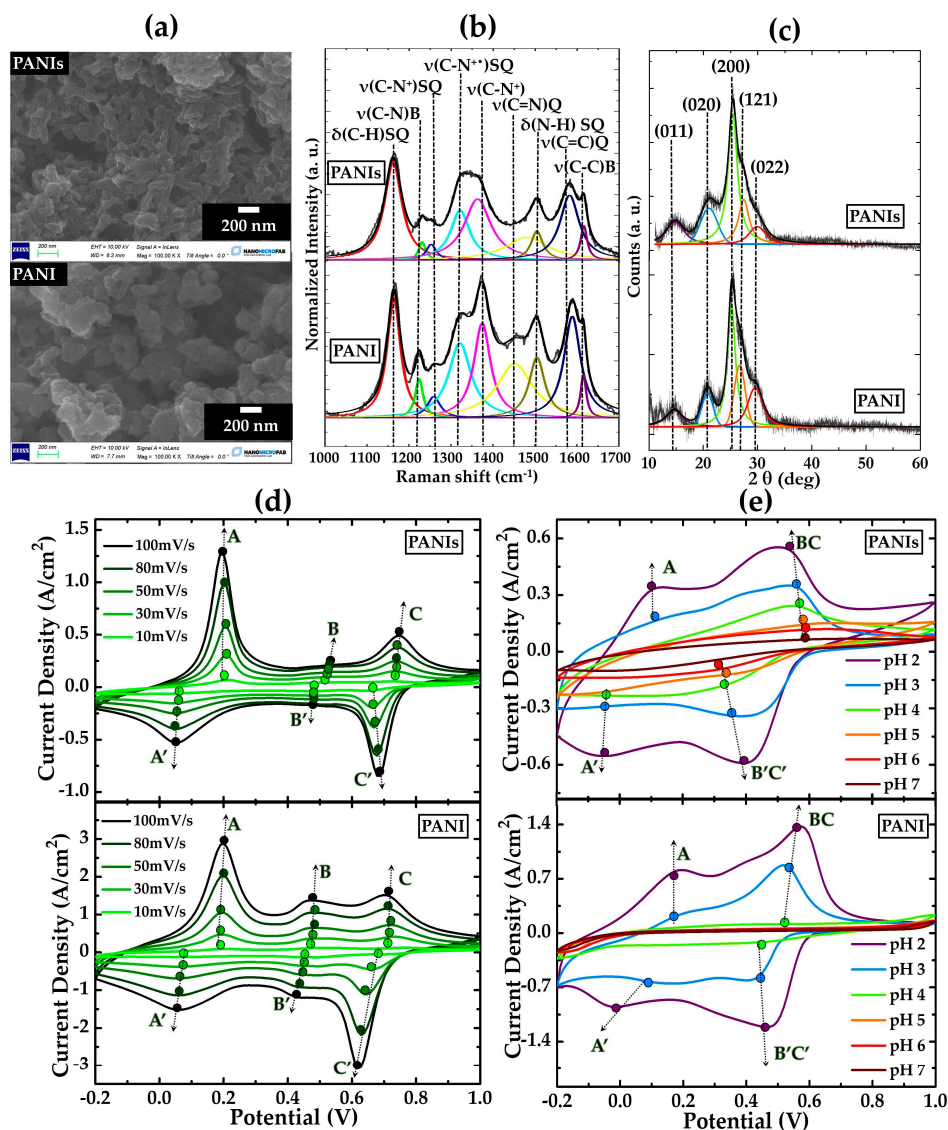 (a)
PANIs
200 nm
ZEISS
200 nm
EHT = 10.00 kV
Signal A = InLens
WD = 8.2 mm
Mag = 100.00 K X
Tilt Angle = 0.0 °
NANOMICROFAB
PANI
200 nm
ZEISS
200 nm
EHT = 10.00 kV
Signal A = InLens
WD = 7.7 mm
Mag = 100.00 K X
Tilt Angle = 0.0 °
NANOMICROFAB
(b)
ν(C-N⁺•)SQ
ν(C-N⁺)SQ
ν(C-N⁺)
ν(C-N)B
ν(C=N)Q
δ(C-H)SQ
δ(N-H) SQ
ν(C=C)Q
ν(C-C)B
PANIs
PANI
Normalized Intensity (a. u.)
1000 1100 1200 1300 1400 1500 1600 1700
Raman shift (cm⁻¹)
(c)
(200)
(020)
(121)
(011)
(022)
PANIs
PANI
Counts (a. u.)
10 20 30 40 50 60
2 θ (deg)
(d)
PANIs
100mV/s
80mV/s
50mV/s
30mV/s
10mV/s
A
B
C
A'
B'
C'
1.5
1.0
0.5
0.0
-0.5
-1.0
Current Density (A/cm²)
PANI
100mV/s
80mV/s
50mV/s
30mV/s
10mV/s
A
B
C
A'
B'
C'
3
2
1
0
-1
-2
-3
Current Density (A/cm²)
-0.2 0.0 0.2 0.4 0.6 0.8 1.0
Potential (V)
(e)
PANIs
A
BC
A'
B'C'
pH 2
pH 3
pH 4
pH 5
pH 6
pH 7
0.6
0.3
0.0
-0.3
-0.6
Current Density (A/cm²)
PANI
A
BC
A'
B'C'
pH 2
pH 3
pH 4
pH 5
pH 6
pH 7
1.4
0.7
0.0
-0.7
-1.4
Current Density (A/cm²)
-0.2 0.0 0.2 0.4 0.6 0.8 1.0
Potential (V)